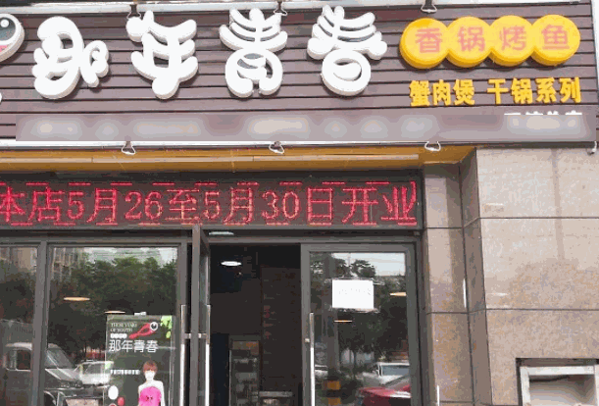 那年青春
香锅烤鱼
蟹肉煲 干锅系列
本店5月26至5月30日开业
那年青春